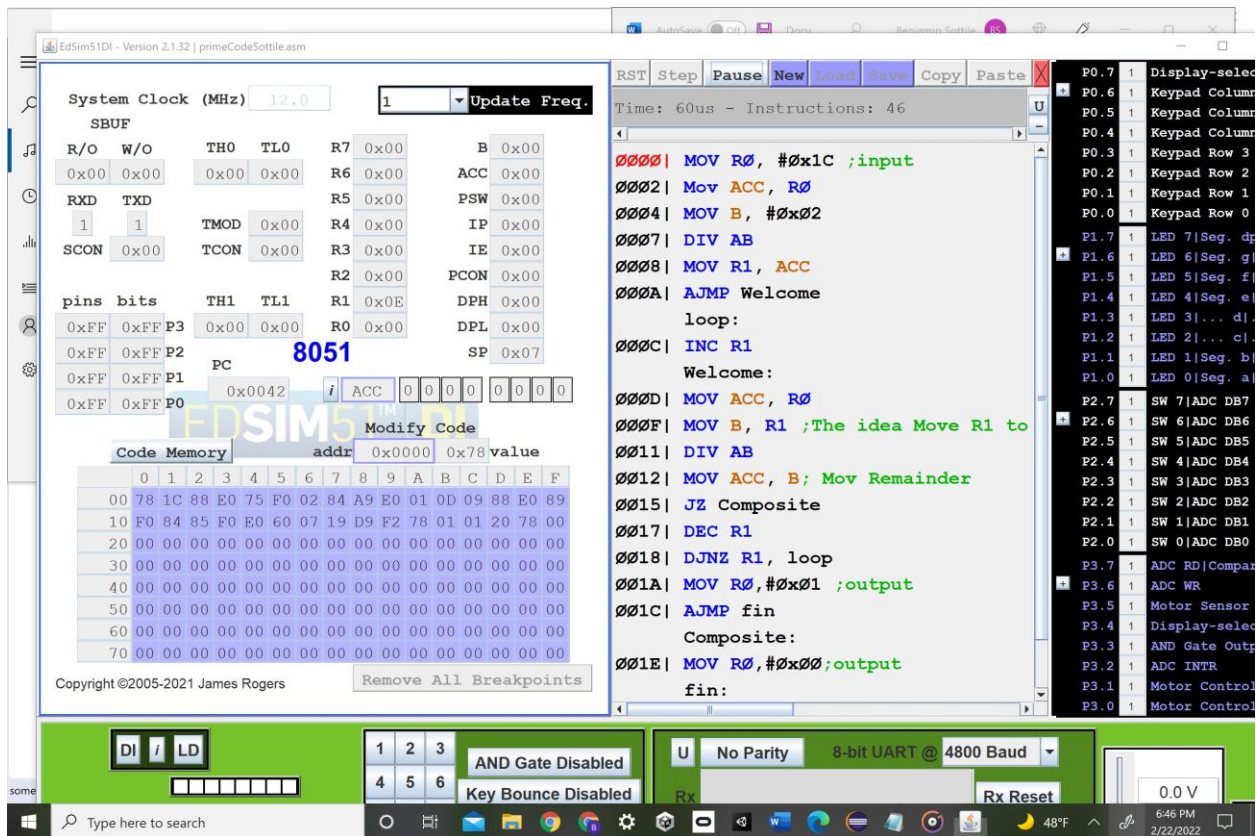 AutoSave Off Docu... Benjamin Sottile BS
EdSim51DI - Version 2.1.32 | primeCodeSottile.asm
System Clock (MHz) 12.0 1 Update Freq.
SBUF
R/O W/O TH0 TL0 R7 0x00 B 0x00
0x00 0x00 0x00 0x00 R6 0x00 ACC 0x00
RXD TXD R5 0x00 PSW 0x00
1 1 TMOD 0x00 R4 0x00 IP 0x00
SCON 0x00 TCON 0x00 R3 0x00 IE 0x00
R2 0x00 PCON 0x00
pins bits TH1 TL1 R1 0x0E DPH 0x00
0xFF 0xFF P3 0x00 0x00 R0 0x00 DPL 0x00
0xFF 0xFF P2 8051 SP 0x07
0xFF 0xFF P1 PC
0xFF 0xFF P0 0x0042 i ACC 0 0 0 0 0 0 0 0
EDSIM51™ DI
Modify Code
Code Memory addr 0x0000 0x78 value
0 1 2 3 4 5 6 7 8 9 A B C D E F
00 78 1C 88 E0 75 F0 02 84 A9 E0 01 0D 09 88 E0 89
10 F0 84 85 F0 E0 60 07 19 D9 F2 78 01 01 20 78 00
20 00 00 00 00 00 00 00 00 00 00 00 00 00 00 00 00
30 00 00 00 00 00 00 00 00 00 00 00 00 00 00 00 00
40 00 00 00 00 00 00 00 00 00 00 00 00 00 00 00 00
50 00 00 00 00 00 00 00 00 00 00 00 00 00 00 00 00
60 00 00 00 00 00 00 00 00 00 00 00 00 00 00 00 00
70 00 00 00 00 00 00 00 00 00 00 00 00 00 00 00 00
Copyright ©2005-2021 James Rogers Remove All Breakpoints
RST Step Pause New Load Save Copy Paste X
Time: 60us - Instructions: 46 U
0000| MOV R0, #0x1C ;input
0002| Mov ACC, R0
0004| MOV B, #0x02
0007| DIV AB
0008| MOV R1, ACC
000A| AJMP Welcome
loop:
000C| INC R1
Welcome:
000D| MOV ACC, R0
000F| MOV B, R1 ;The idea Move R1 to
0011| DIV AB
0012| MOV ACC, B; Mov Remainder
0015| JZ Composite
0017| DEC R1
0018| DJNZ R1, loop
001A| MOV R0,#0x01 ;output
001C| AJMP fin
Composite:
001E| MOV R0,#0x00;output
fin:
P0.7 1 Display-selec
P0.6 1 Keypad Column
P0.5 1 Keypad Column
P0.4 1 Keypad Column
P0.3 1 Keypad Row 3
P0.2 1 Keypad Row 2
P0.1 1 Keypad Row 1
P0.0 1 Keypad Row 0
P1.7 1 LED 7|Seg. dp
P1.6 1 LED 6|Seg. g|
P1.5 1 LED 5|Seg. f|
P1.4 1 LED 4|Seg. e|
P1.3 1 LED 3|... d|.
P1.2 1 LED 2|... c|.
P1.1 1 LED 1|Seg. b|
P1.0 1 LED 0|Seg. a|
P2.7 1 SW 7|ADC DB7
P2.6 1 SW 6|ADC DB6
P2.5 1 SW 5|ADC DB5
P2.4 1 SW 4|ADC DB4
P2.3 1 SW 3|ADC DB3
P2.2 1 SW 2|ADC DB2
P2.1 1 SW 1|ADC DB1
P2.0 1 SW 0|ADC DB0
P3.7 1 ADC RD|Compar
P3.6 1 ADC WR
P3.5 1 Motor Sensor
P3.4 1 Display-selec
P3.3 1 AND Gate Outp
P3.2 1 ADC INTR
P3.1 1 Motor Control
P3.0 1 Motor Control
DI i LD
1 2 3
4 5 6
AND Gate Disabled
Key Bounce Disabled
U No Parity 8-bit UART @ 4800 Baud
Rx Rx Reset
0.0 V
some
Type here to search
48°F
6:46 PM
2/22/2022